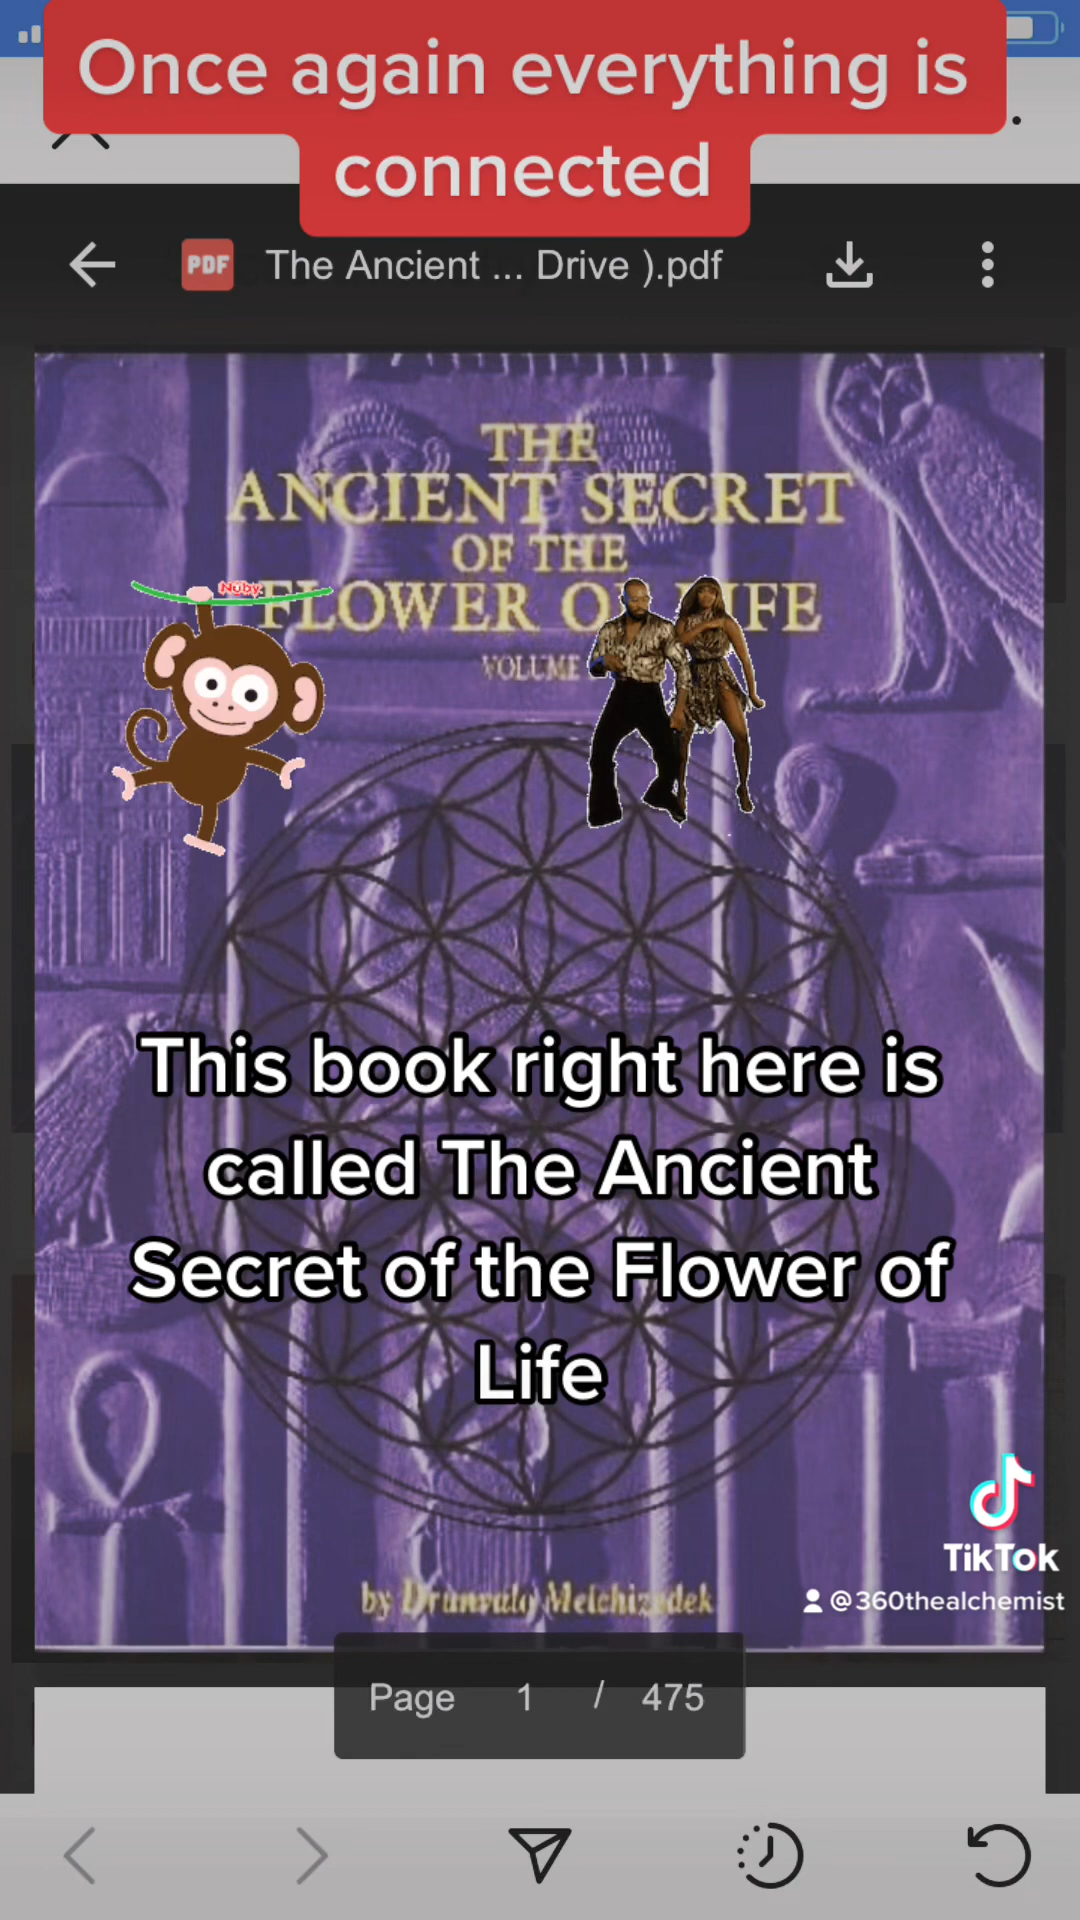 Once again everything is
connected
PDF The Ancient ... Drive ).pdf
THE
ANCIENT SECRET
OF THE
FLOWER OF LIFE
Nûby
VOLUME
This book right here is
called The Ancient
Secret of the Flower of
Life
TikTok
@360thealchemist
by Drunvalo Melchizedek
Page 1 / 475